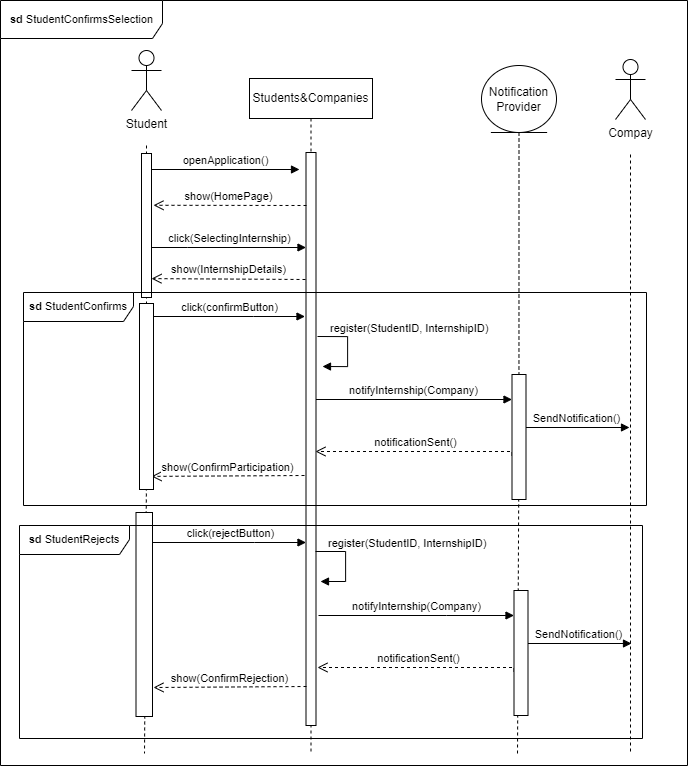 sd StudentConfirmsSelection
Student
Students&Companies
Notification
Provider
Compay
openApplication()
show(HomePage)
click(SelectingInternship)
show(InternshipDetails)
sd StudentConfirms
click(confirmButton)
register(StudentID, InternshipID)
notifyInternship(Company)
SendNotification()
notificationSent()
show(ConfirmParticipation)
sd StudentRejects
click(rejectButton)
register(StudentID, InternshipID)
notifyInternship(Company)
SendNotification()
notificationSent()
show(ConfirmRejection)